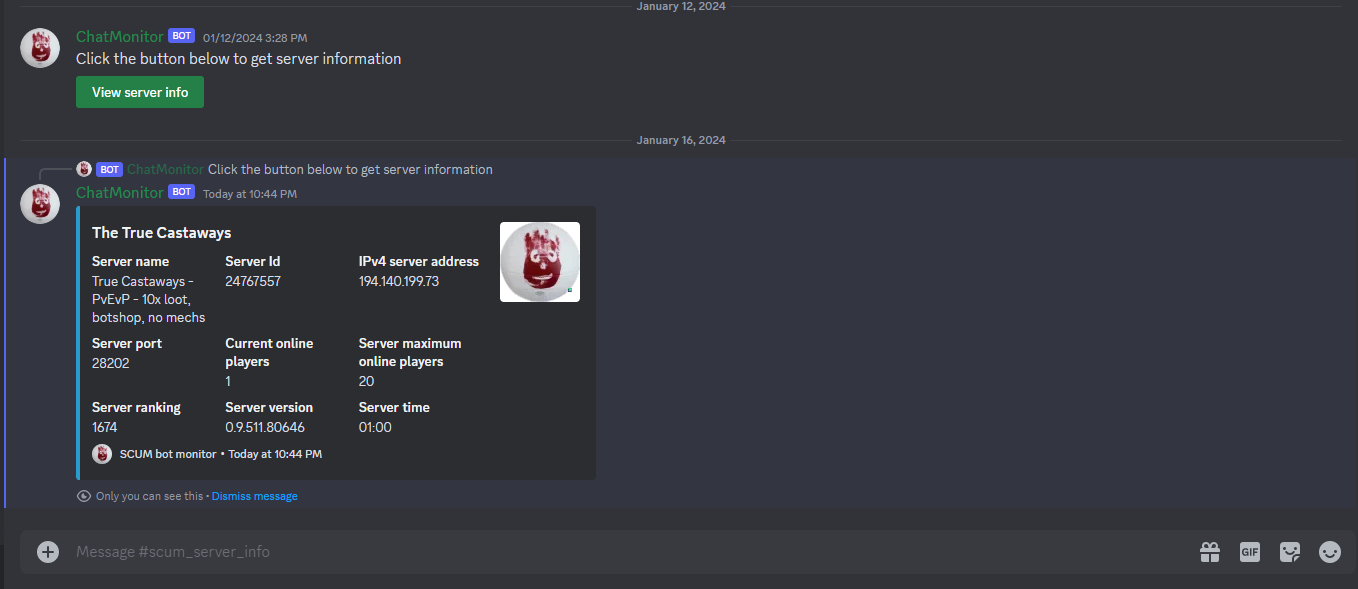 January 12, 2024
ChatMonitor BOT 01/12/2024 3:28 PM
Click the button below to get server information
View server info
January 16, 2024
BOT ChatMonitor Click the button below to get server information
ChatMonitor BOT Today at 10:44 PM
The True Castaways
Server name
True Castaways -
PvEvP - 10x loot,
botshop, no mechs
Server Id
24767557
IPv4 server address
194.140.199.73
Server port
28202
Current online
players
1
Server maximum
online players
20
Server ranking
1674
Server version
0.9.511.80646
Server time
01:00
SCUM bot monitor • Today at 10:44 PM
Only you can see this • Dismiss message
Message #scum_server_info
GIF